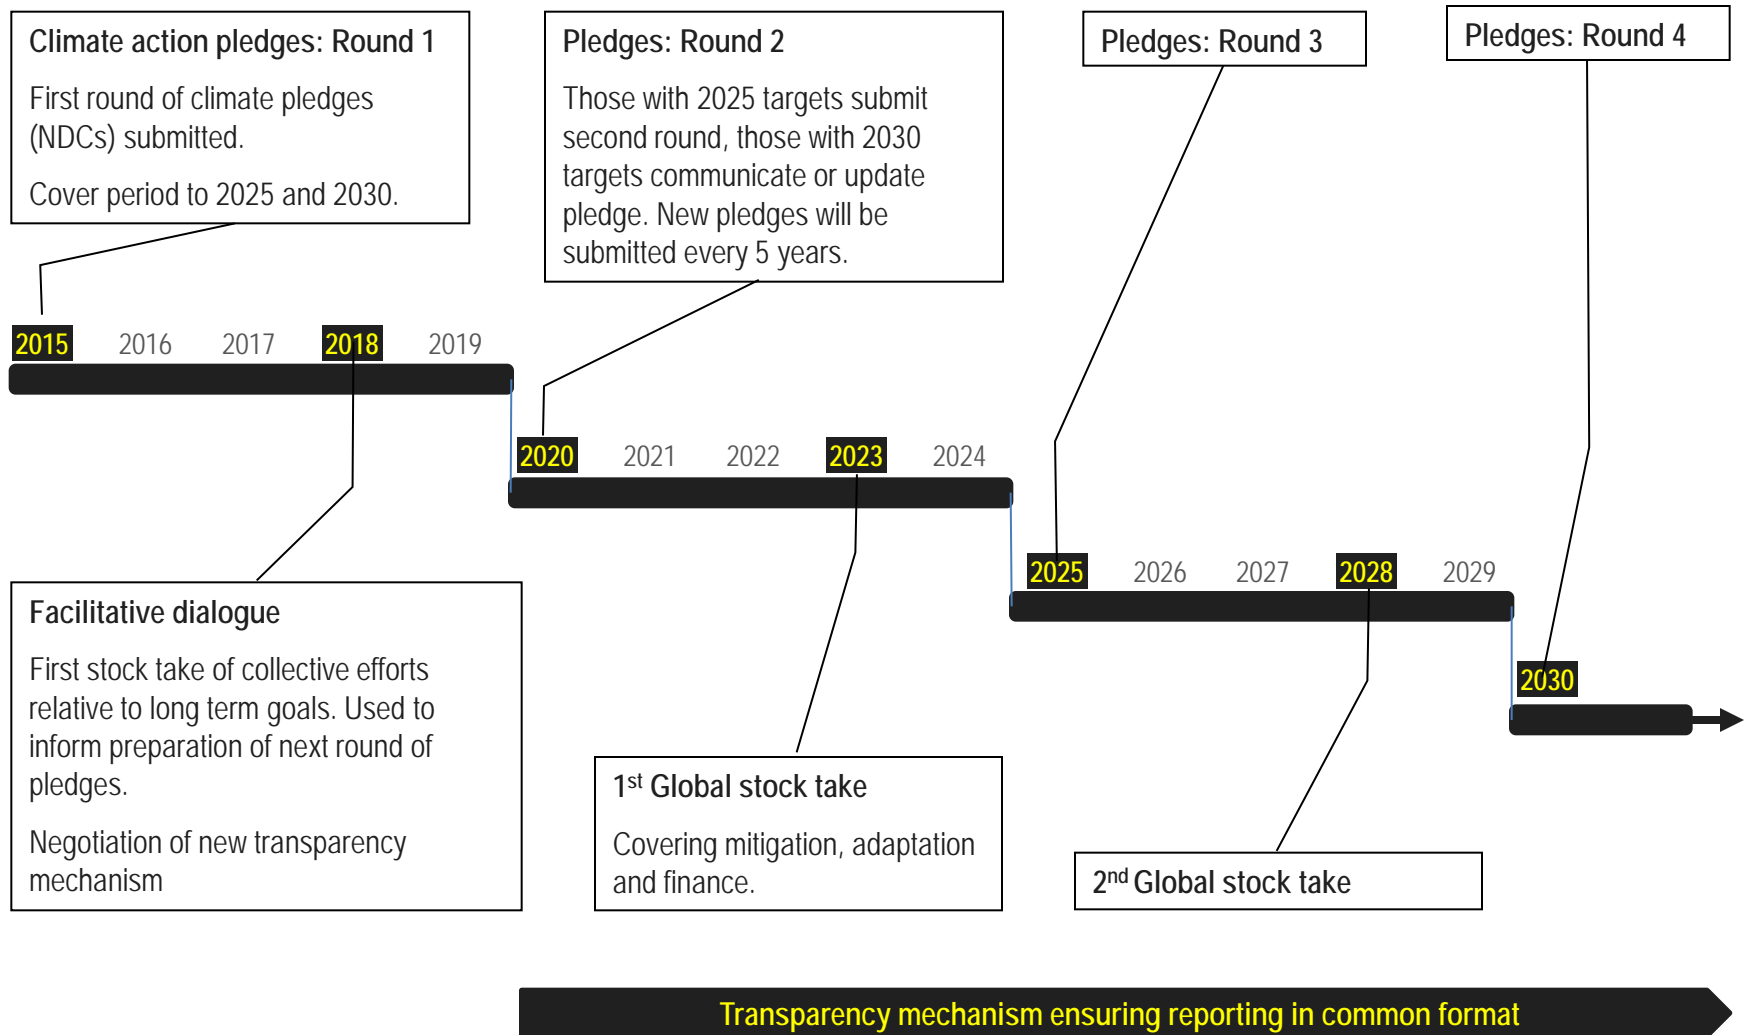 Climate action pledges: Round 1
First round of climate pledges
(NDCs) submitted.
Cover period to 2025 and 2030.
Pledges: Round 2
Those with 2025 targets submit
second round, those with 2030
targets communicate or update
pledge. New pledges will be
submitted every 5 years.
Pledges: Round 3
Pledges: Round 4
2015 2016 2017 2018 2019
2020 2021 2022 2023 2024
2025 2026 2027 2028 2029
2030
Facilitative dialogue
First stock take of collective efforts
relative to long term goals. Used to
inform preparation of next round of
pledges.
Negotiation of new transparency
mechanism
1st Global stock take
Covering mitigation, adaptation
and finance.
2nd Global stock take
Transparency mechanism ensuring reporting in common format